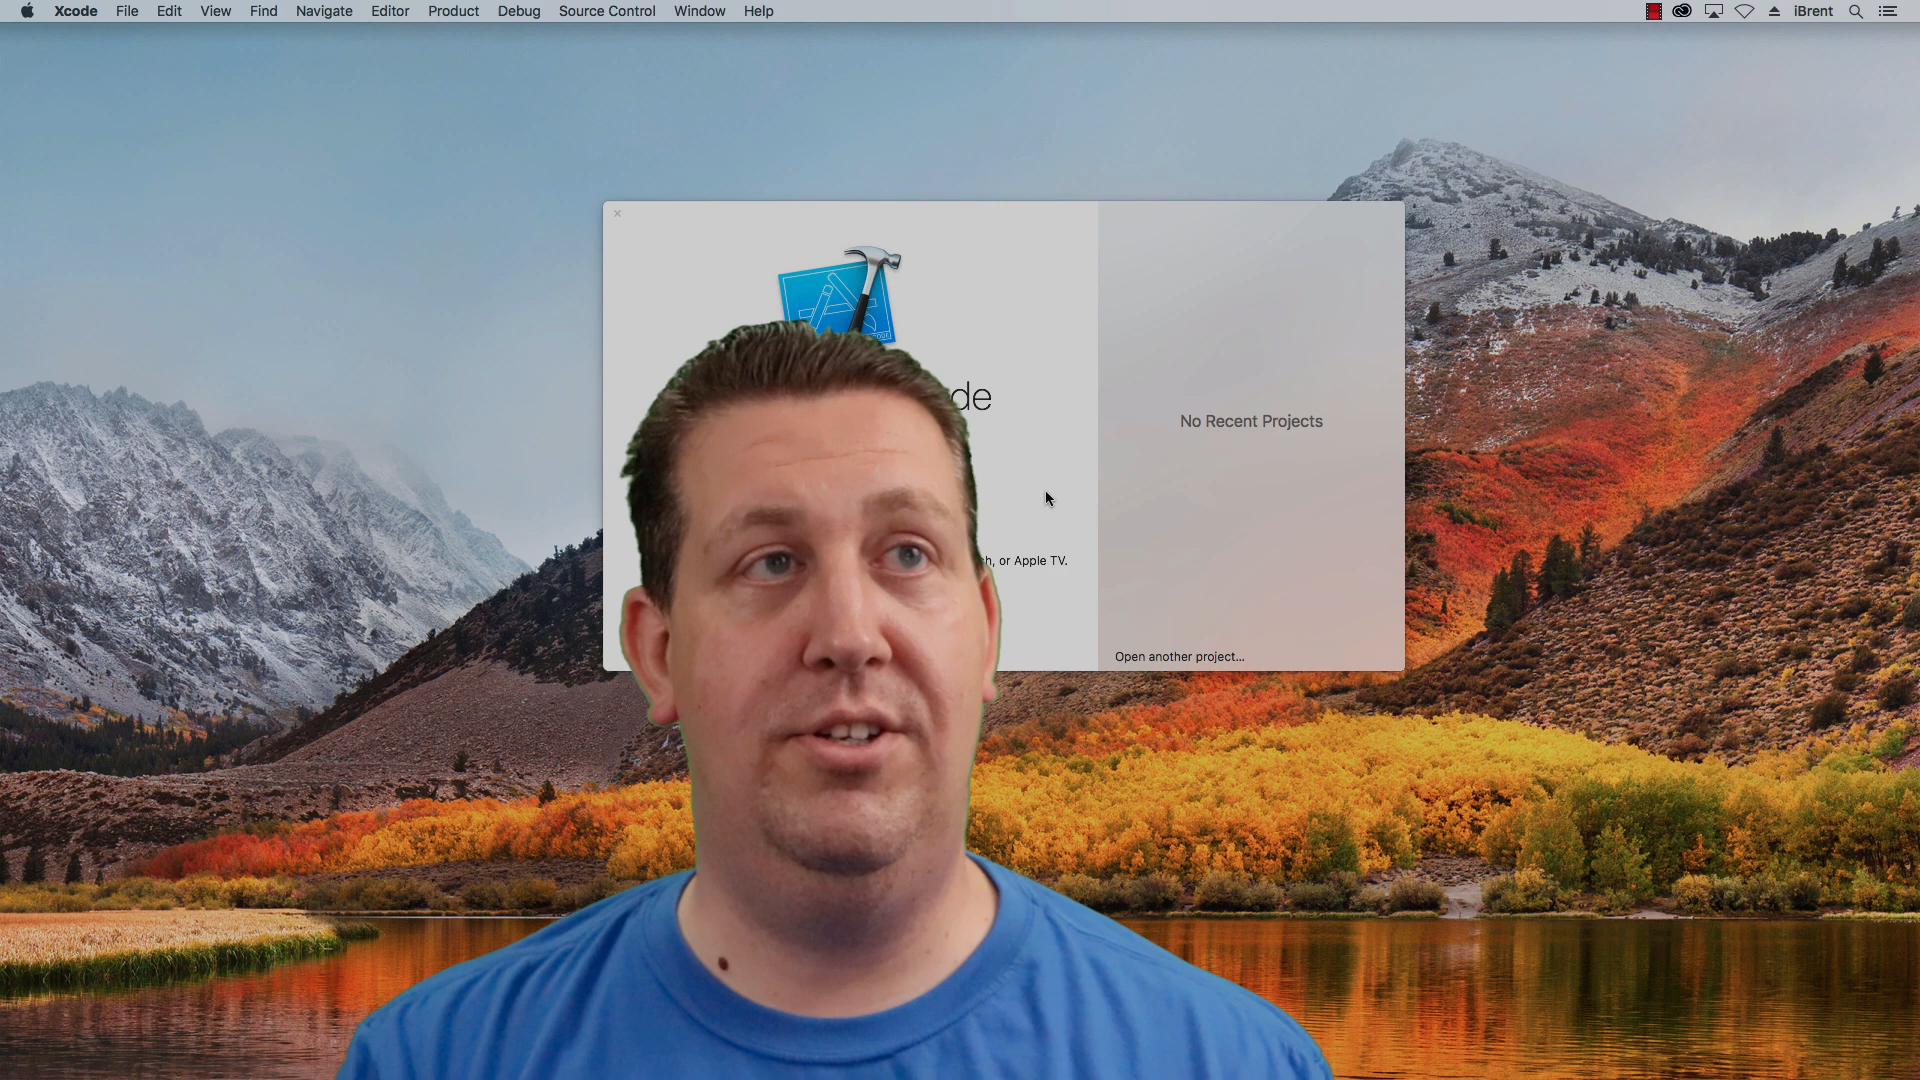 Xcode File Edit View Find Navigate Editor Product Debug Source Control Window Help iBrent
de
No Recent Projects
h, or Apple TV.
Open another project...